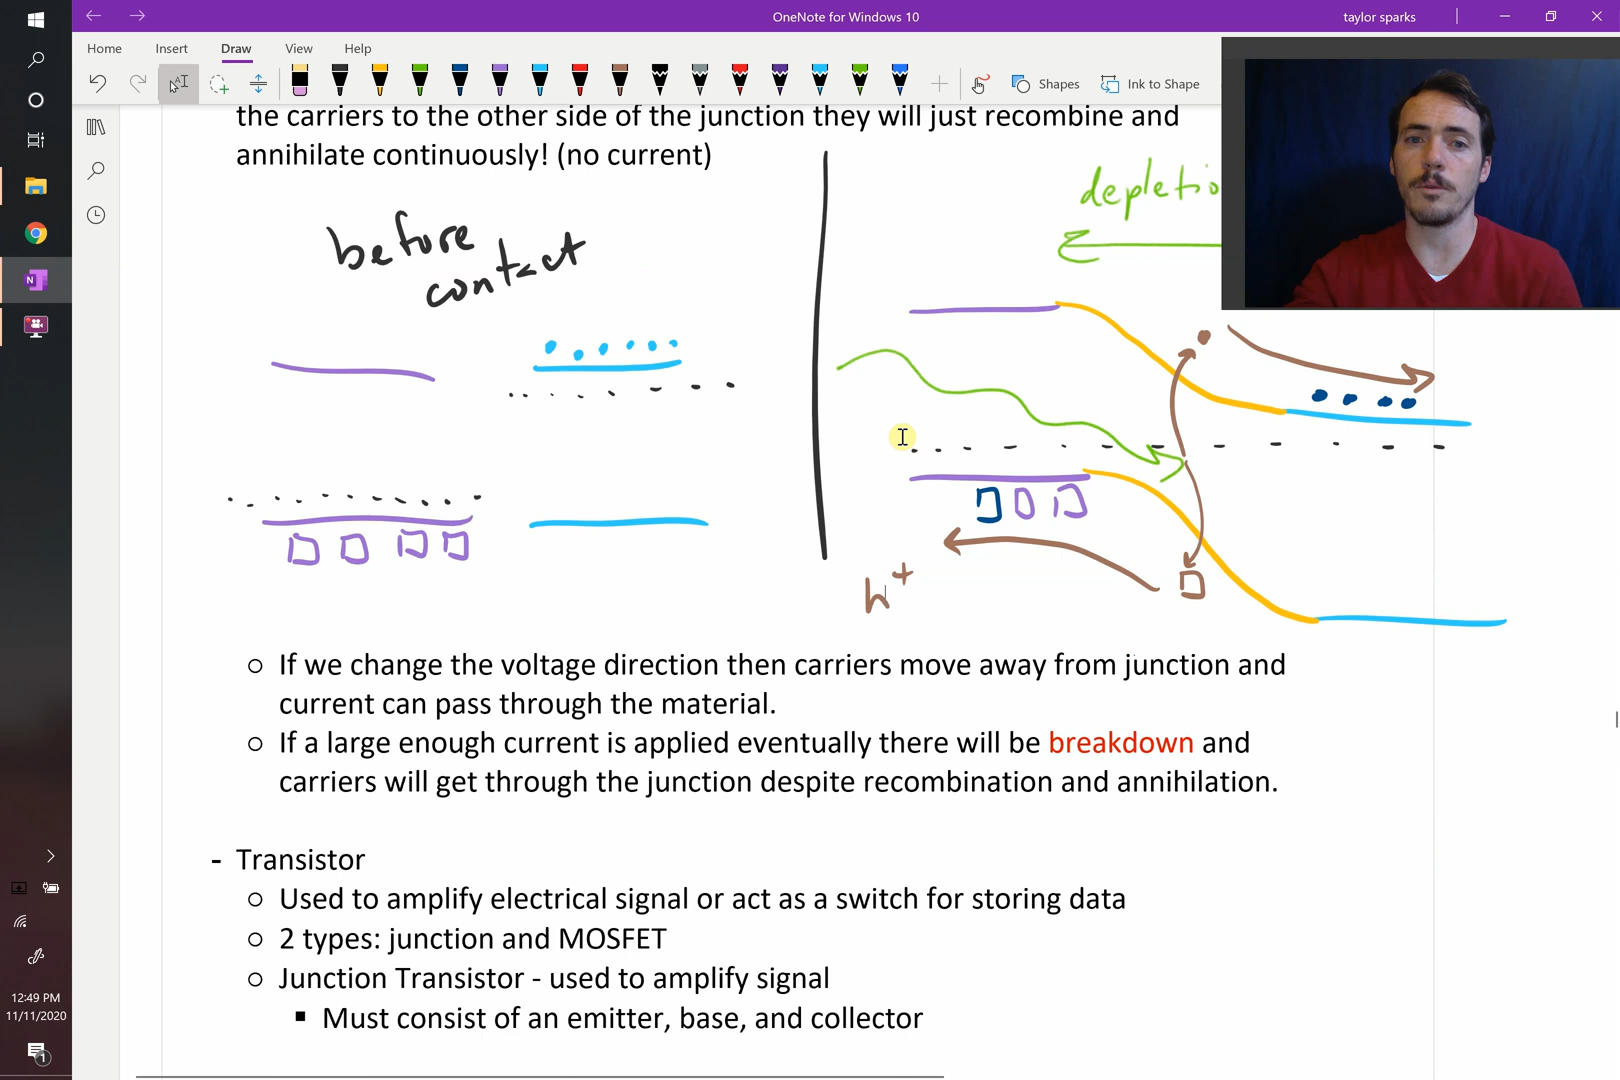 OneNote for Windows 10
taylor sparks
Home Insert Draw View Help
Shapes
Ink to Shape
the carriers to the other side of the junction they will just recombine and
annihilate continuously! (no current)
before
contact
depletio
h+
○ If we change the voltage direction then carriers move away from junction and
current can pass through the material.
○ If a large enough current is applied eventually there will be breakdown and
carriers will get through the junction despite recombination and annihilation.
- Transistor
○ Used to amplify electrical signal or act as a switch for storing data
○ 2 types: junction and MOSFET
○ Junction Transistor - used to amplify signal
▪ Must consist of an emitter, base, and collector
12:49 PM
11/11/2020
1